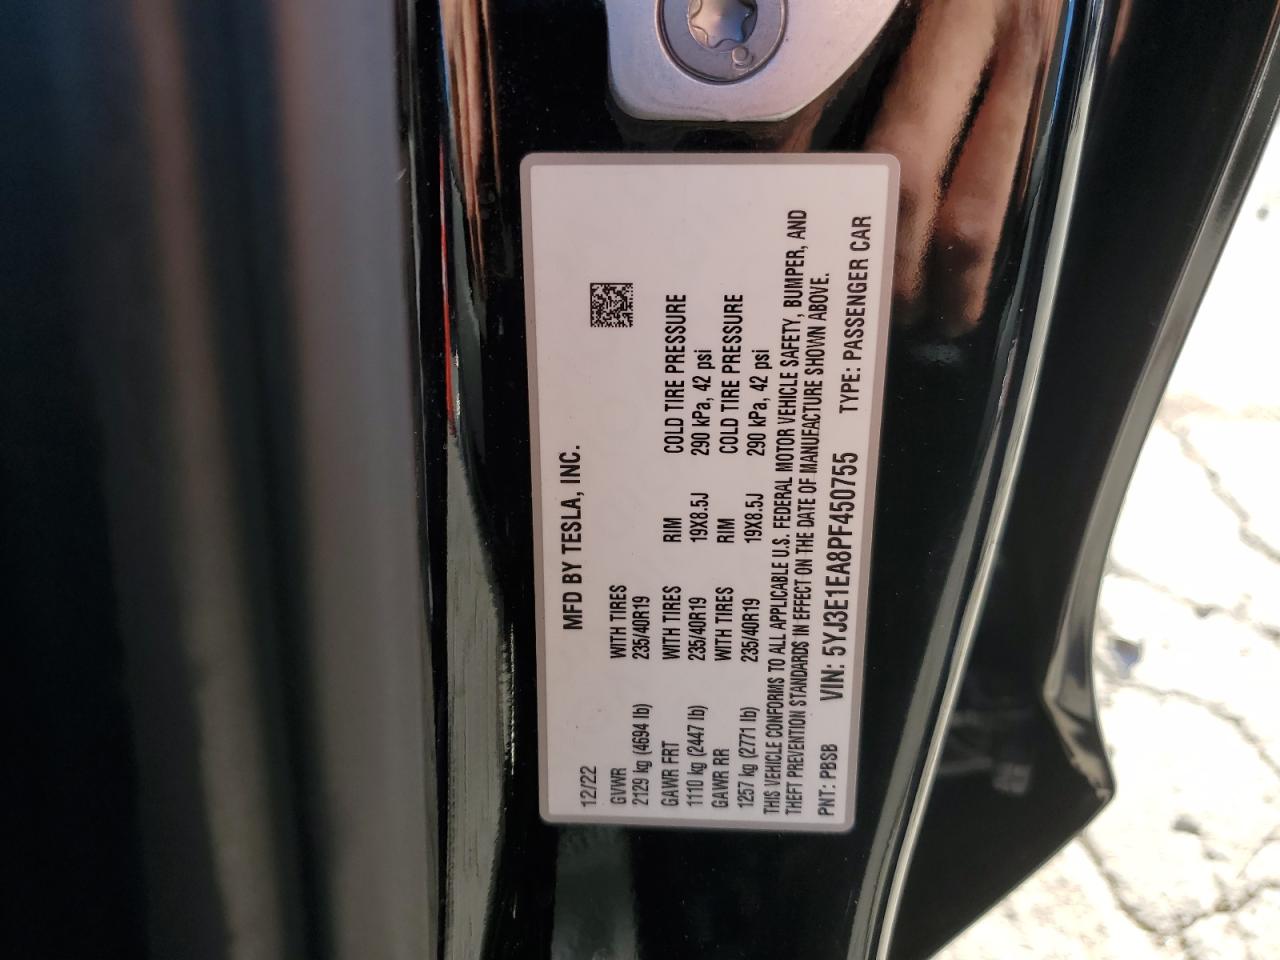 MFD BY TESLA, INC.
12/22
GVWR WITH TIRES
2129 kg (4694 lb) 235/40R19
GAWR FRT WITH TIRES RIM COLD TIRE PRESSURE
1110 kg (2447 lb) 235/40R19 19X8.5J 290 kPa, 42 psi
GAWR RR WITH TIRES RIM COLD TIRE PRESSURE
1257 kg (2771 lb) 235/40R19 19X8.5J 290 kPa, 42 psi
THIS VEHICLE CONFORMS TO ALL APPLICABLE U.S. FEDERAL MOTOR VEHICLE SAFETY, BUMPER, AND
THEFT PREVENTION STANDARDS IN EFFECT ON THE DATE OF MANUFACTURE SHOWN ABOVE.
PNT: PBSB VIN: 5YJ3E1EA8PF450755 TYPE: PASSENGER CAR